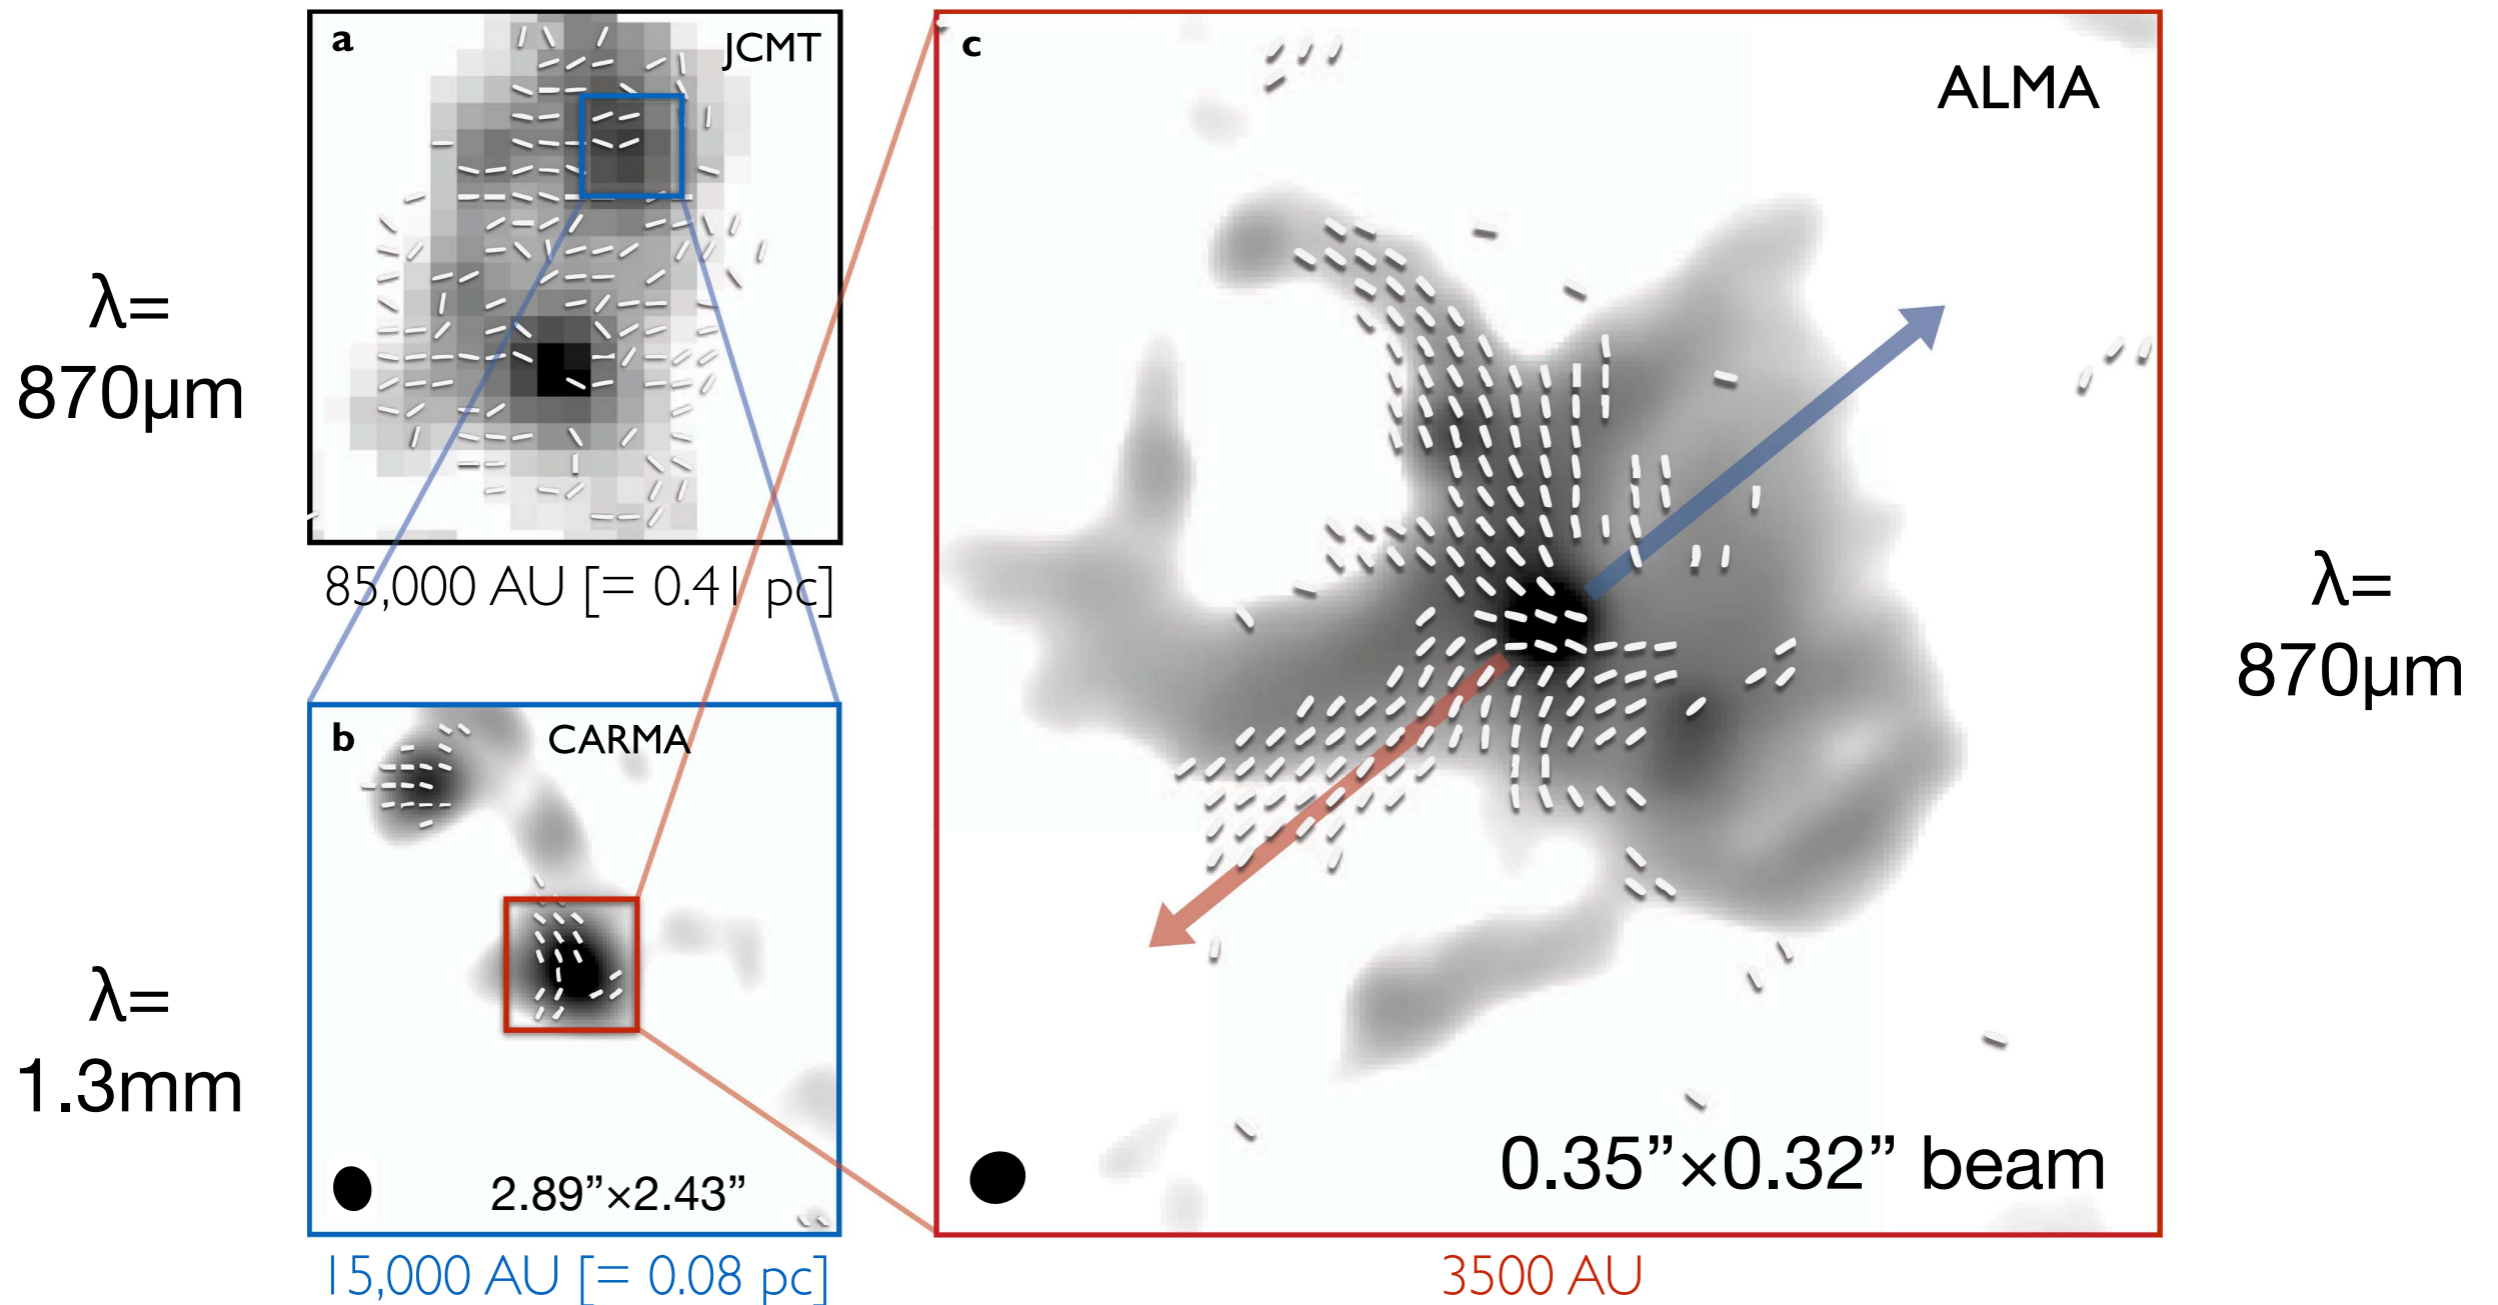 a
JCMT
λ=
870µm
85,000 AU [= 0.41 pc]
b
CARMA
λ=
1.3mm
2.89”×2.43”
15,000 AU [= 0.08 pc]
c
ALMA
λ=
870µm
0.35”×0.32” beam
3500 AU